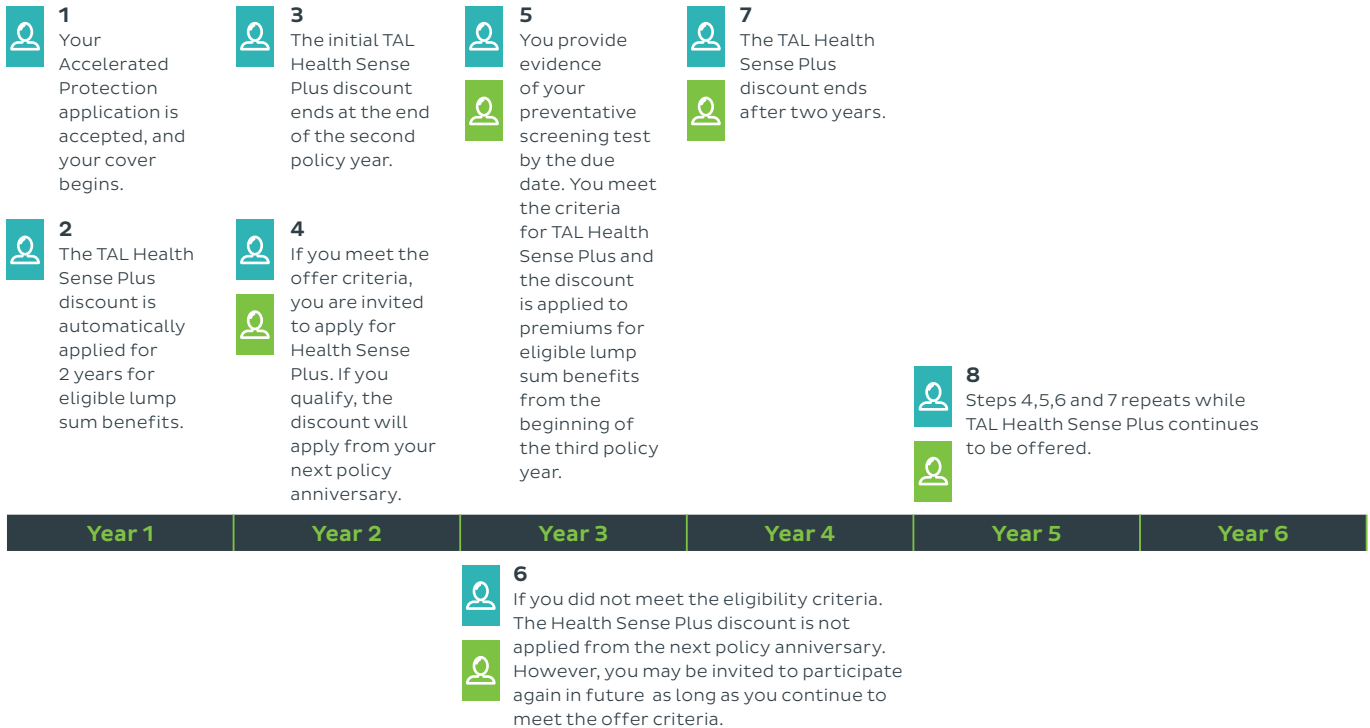 1
Your
Accelerated
Protection
application is
accepted, and
your cover
begins.
2
The TAL Health
Sense Plus
discount is
automatically
applied for
2 years for
eligible lump
sum benefits.
3
The initial TAL
Health Sense
Plus discount
ends at the end
of the second
policy year.
4
If you meet the
offer criteria,
you are invited
to apply for
Health Sense
Plus. If you
qualify, the
discount will
apply from your
next policy
anniversary.
5
You provide
evidence
of your
preventative
screening test
by the due
date. You meet
the criteria
for TAL Health
Sense Plus and
the discount
is applied to
premiums for
eligible lump
sum benefits
from the
beginning of
the third policy
year.
7
The TAL Health
Sense Plus
discount ends
after two years.
8
Steps 4,5,6 and 7 repeats while
TAL Health Sense Plus continues
to be offered.
Year 1
Year 2
Year 3
Year 4
Year 5
Year 6
6
If you did not meet the eligibility criteria.
The Health Sense Plus discount is not
applied from the next policy anniversary.
However, you may be invited to participate
again in future as long as you continue to
meet the offer criteria.